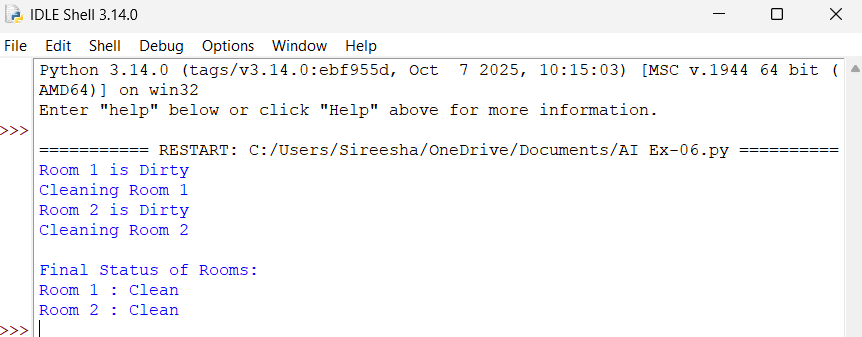 IDLE Shell 3.14.0
File Edit Shell Debug Options Window Help
Python 3.14.0 (tags/v3.14.0:ebf955d, Oct  7 2025, 10:15:03) [MSC v.1944 64 bit (
AMD64)] on win32
Enter "help" below or click "Help" above for more information.
>>>
=========== RESTART: C:/Users/Sireesha/OneDrive/Documents/AI Ex-06.py ==========
Room 1 is Dirty
Cleaning Room 1
Room 2 is Dirty
Cleaning Room 2

Final Status of Rooms:
Room 1 : Clean
Room 2 : Clean
>>>